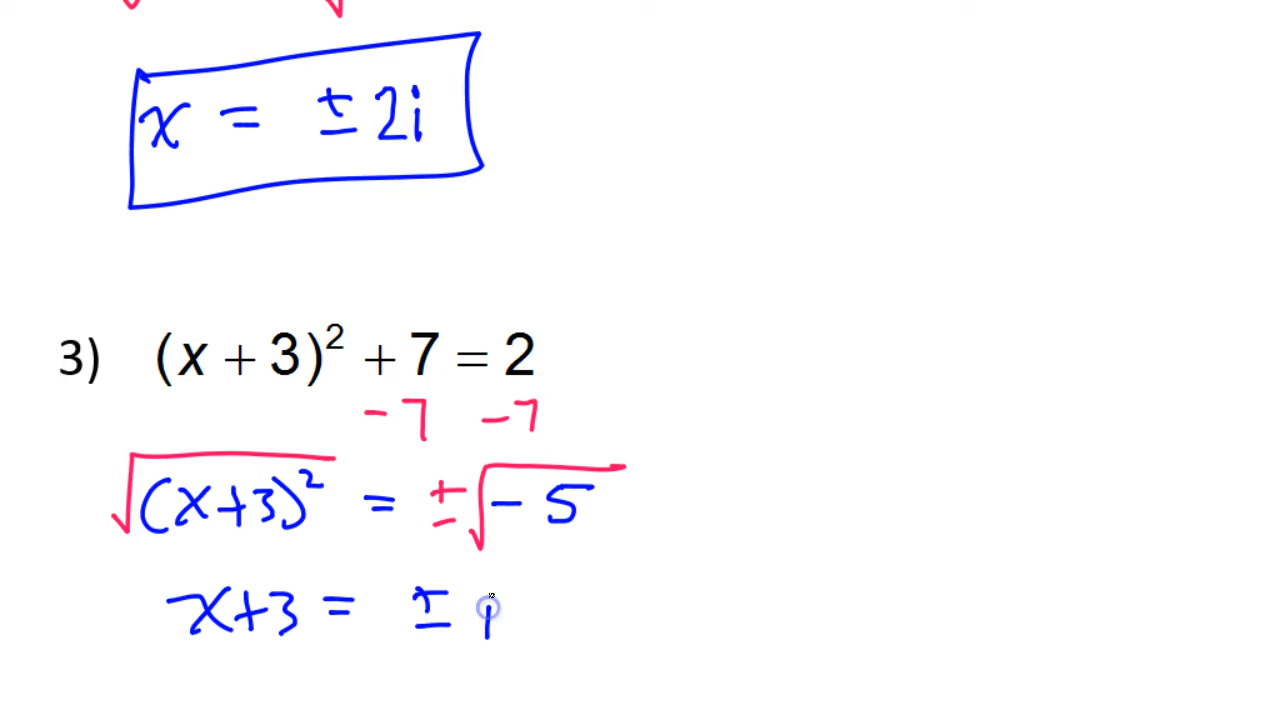 x = ± 2i
3) (x + 3)² + 7 = 2
- 7 - 7
√(x+3)² = ±√- 5
x+3 = ± i